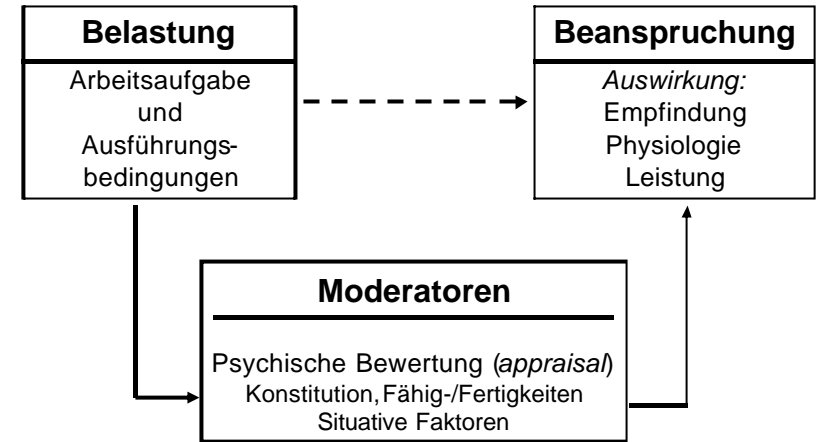 Belastung
Arbeitsaufgabe
und
Ausführungs-
bedingungen
Beanspruchung
Auswirkung:
Empfindung
Physiologie
Leistung
Moderatoren
Psychische Bewertung (appraisal)
Konstitution, Fähig-/Fertigkeiten
Situative Faktoren